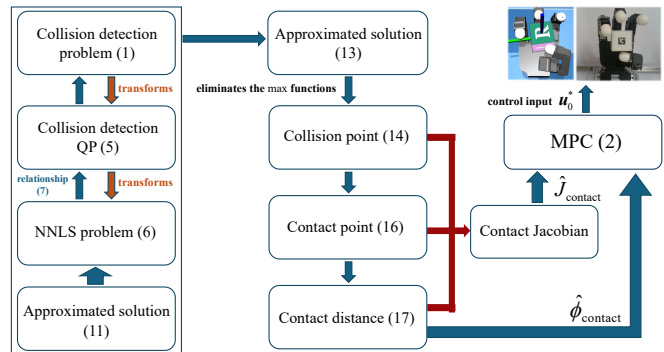 Collision detection
problem (1)
transforms
Collision detection
QP (5)
relationship
(7)
transforms
NNLS problem (6)
Approximated solution
(11)
Approximated solution
(13)
eliminates the max functions
Collision point (14)
Contact point (16)
Contact distance (17)
Contact Jacobian
control input u*0
MPC (2)
Ĵcontact
ϕ̂contact